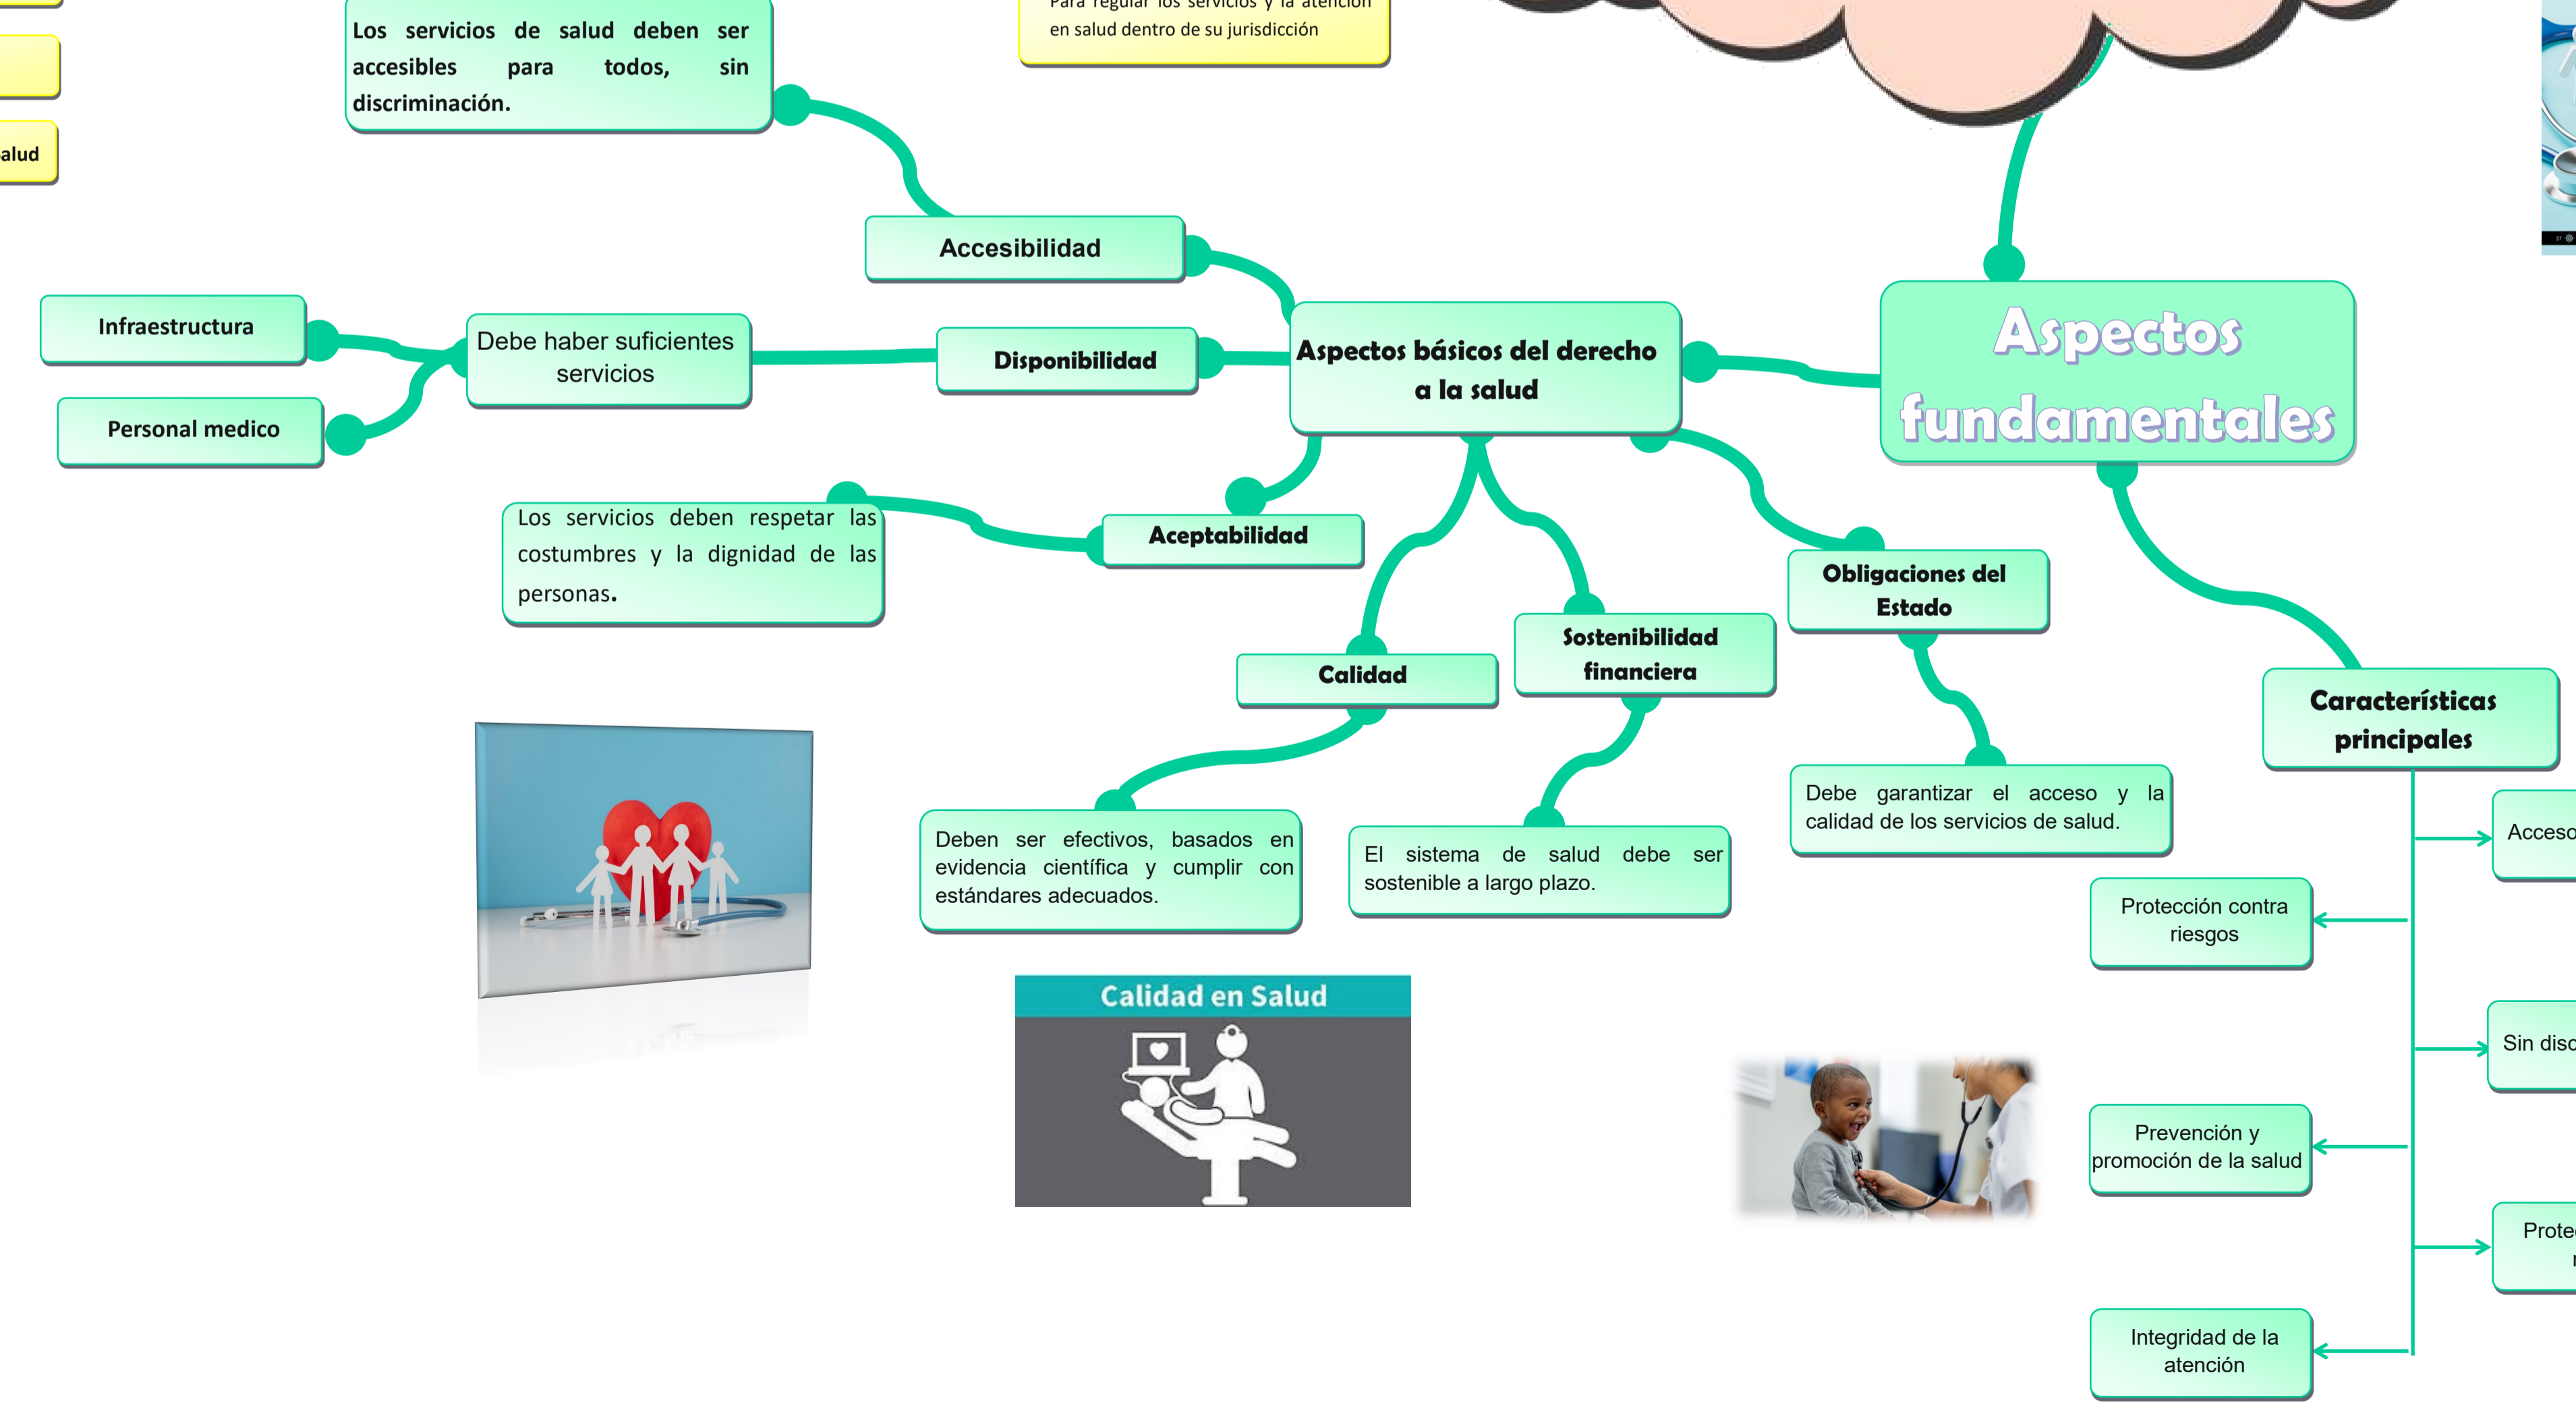 Los servicios de salud deben ser
accesibles para todos, sin
discriminación.
Para regular los servicios y la atención
en salud dentro de su jurisdicción
Accesibilidad
Infraestructura
Personal medico
Debe haber suficientes
servicios
Disponibilidad
Aspectos básicos del derecho
a la salud
Aspectos
fundamentales
Los servicios deben respetar las
costumbres y la dignidad de las
personas.
Aceptabilidad
Calidad
Sostenibilidad
financiera
Obligaciones del
Estado
Características
principales
Deben ser efectivos, basados en
evidencia científica y cumplir con
estándares adecuados.
El sistema de salud debe ser
sostenible a largo plazo.
Debe garantizar el acceso y la
calidad de los servicios de salud.
Acceso
Protección contra
riesgos
Sin
Prevención y
promoción de la salud
Integridad de la
atención
Calidad en Salud